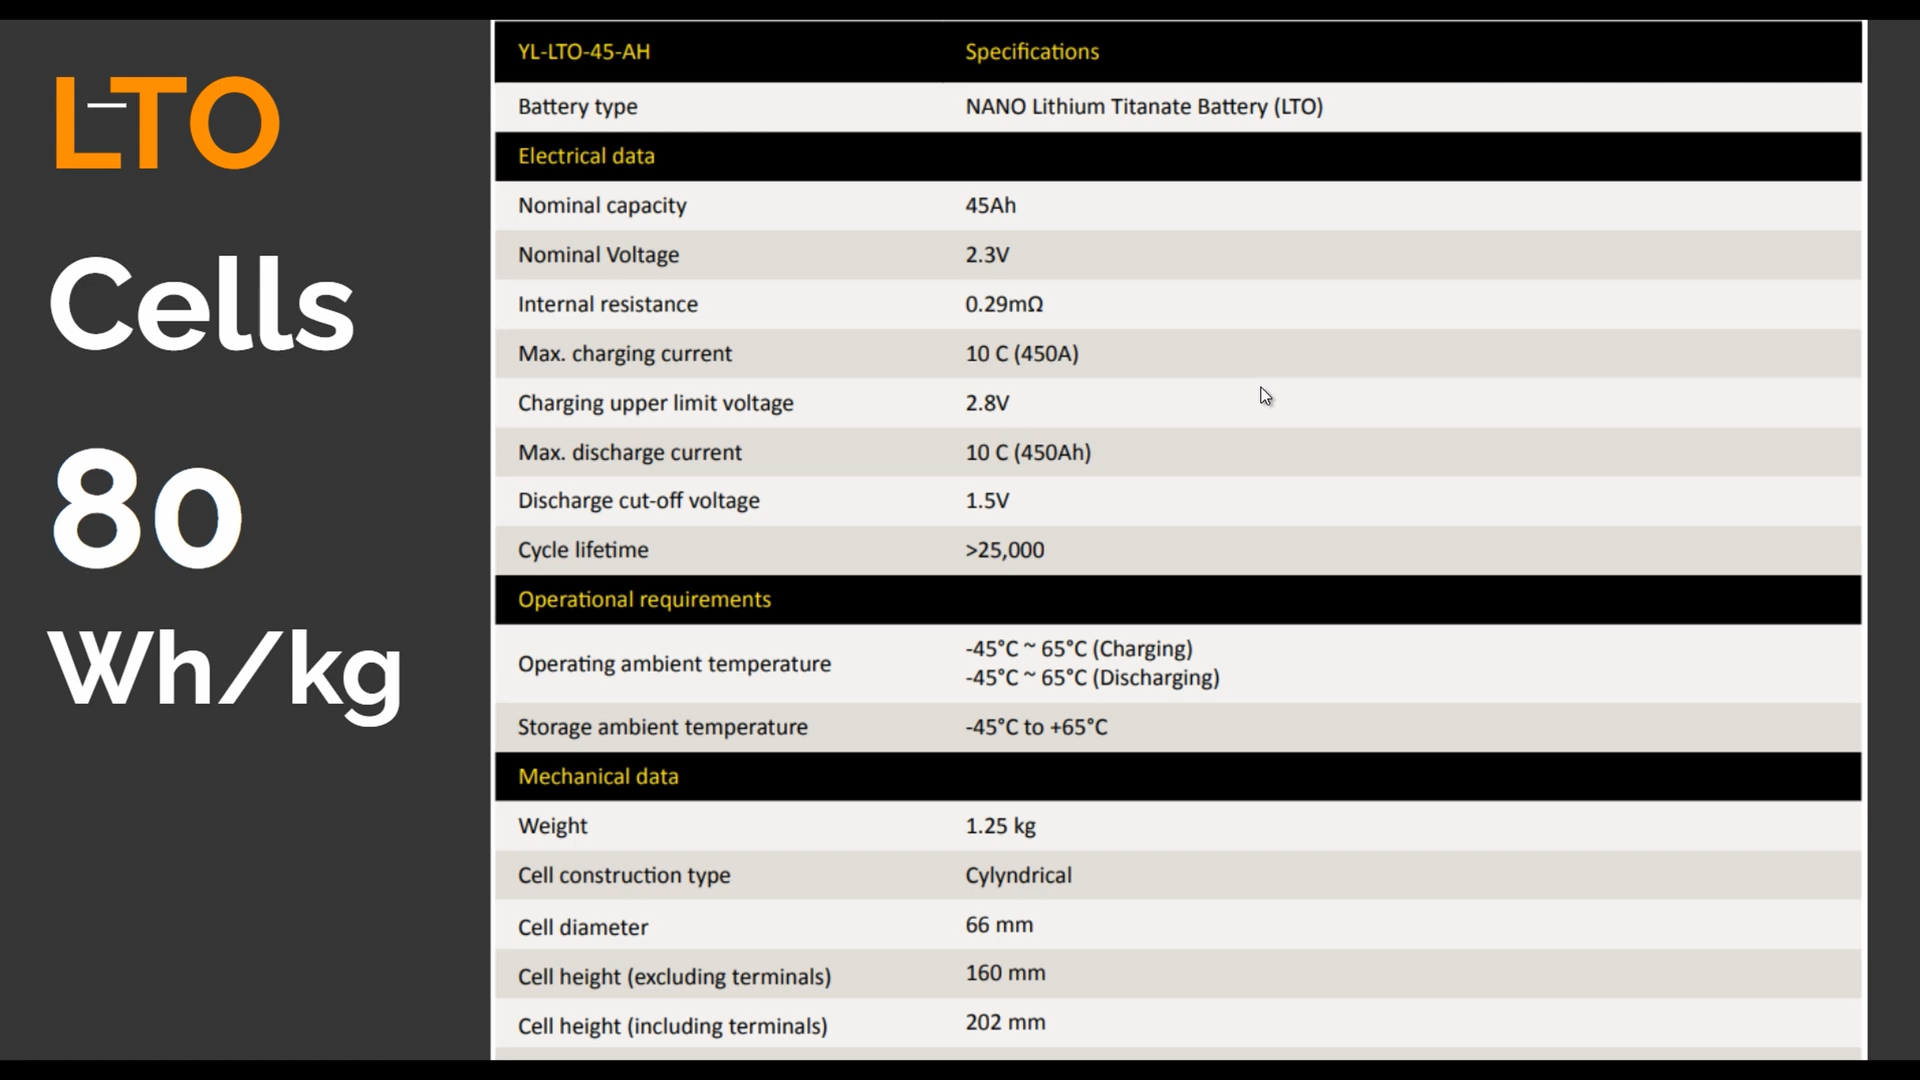 LTO
Cells
80
Wh/kg
YL-LTO-45-AH Specifications
Battery type NANO Lithium Titanate Battery (LTO)
Electrical data
Nominal capacity 45Ah
Nominal Voltage 2.3V
Internal resistance 0.29mΩ
Max. charging current 10 C (450A)
Charging upper limit voltage 2.8V
Max. discharge current 10 C (450Ah)
Discharge cut-off voltage 1.5V
Cycle lifetime >25,000
Operational requirements
Operating ambient temperature -45°C ~ 65°C (Charging)
-45°C ~ 65°C (Discharging)
Storage ambient temperature -45°C to +65°C
Mechanical data
Weight 1.25 kg
Cell construction type Cylyndrical
Cell diameter 66 mm
Cell height (excluding terminals) 160 mm
Cell height (including terminals) 202 mm